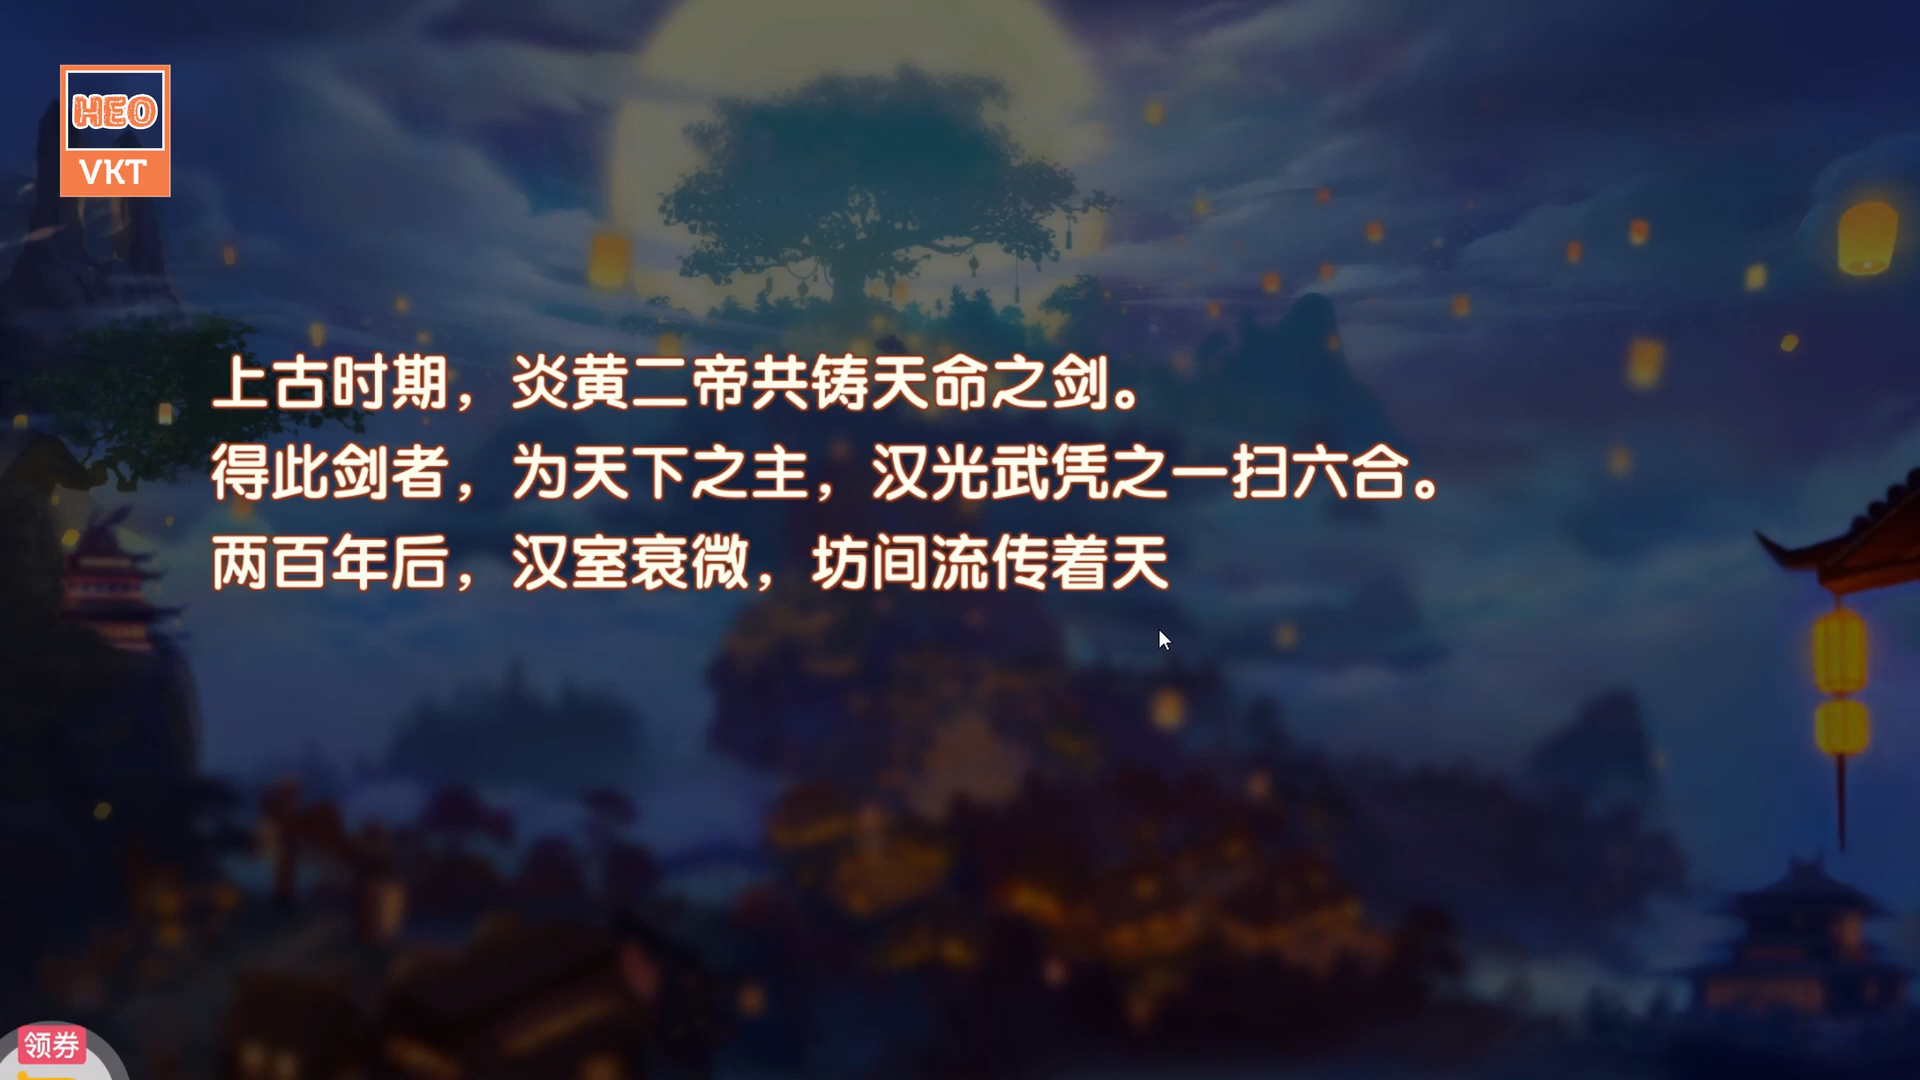 HEO
VKT
上古时期，炎黄二帝共铸天命之剑。
得此剑者，为天下之主，汉光武凭之一扫六合。
两百年后，汉室衰微，坊间流传着天
领券